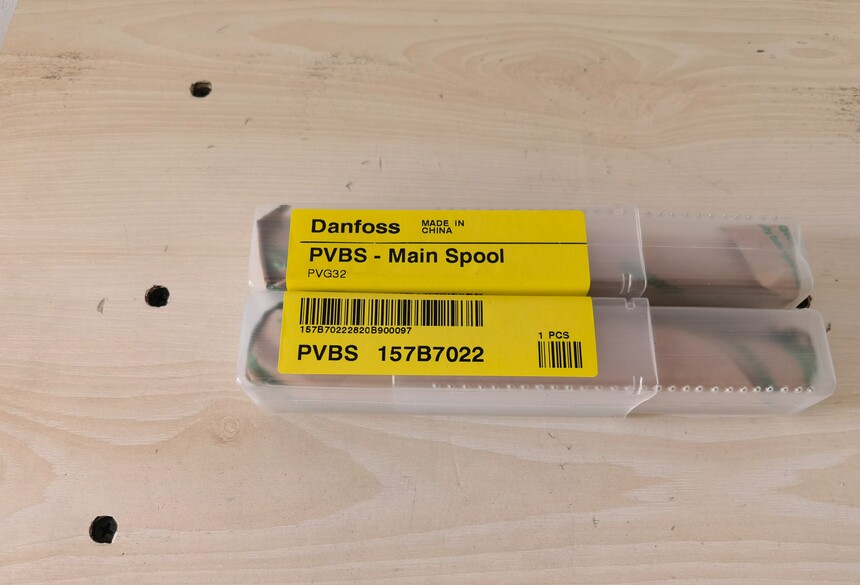 Danfoss MADE IN CHINA
PVBS - Main Spool
PVG32
157B70222820B900097
PVBS 157B7022
1 PCS